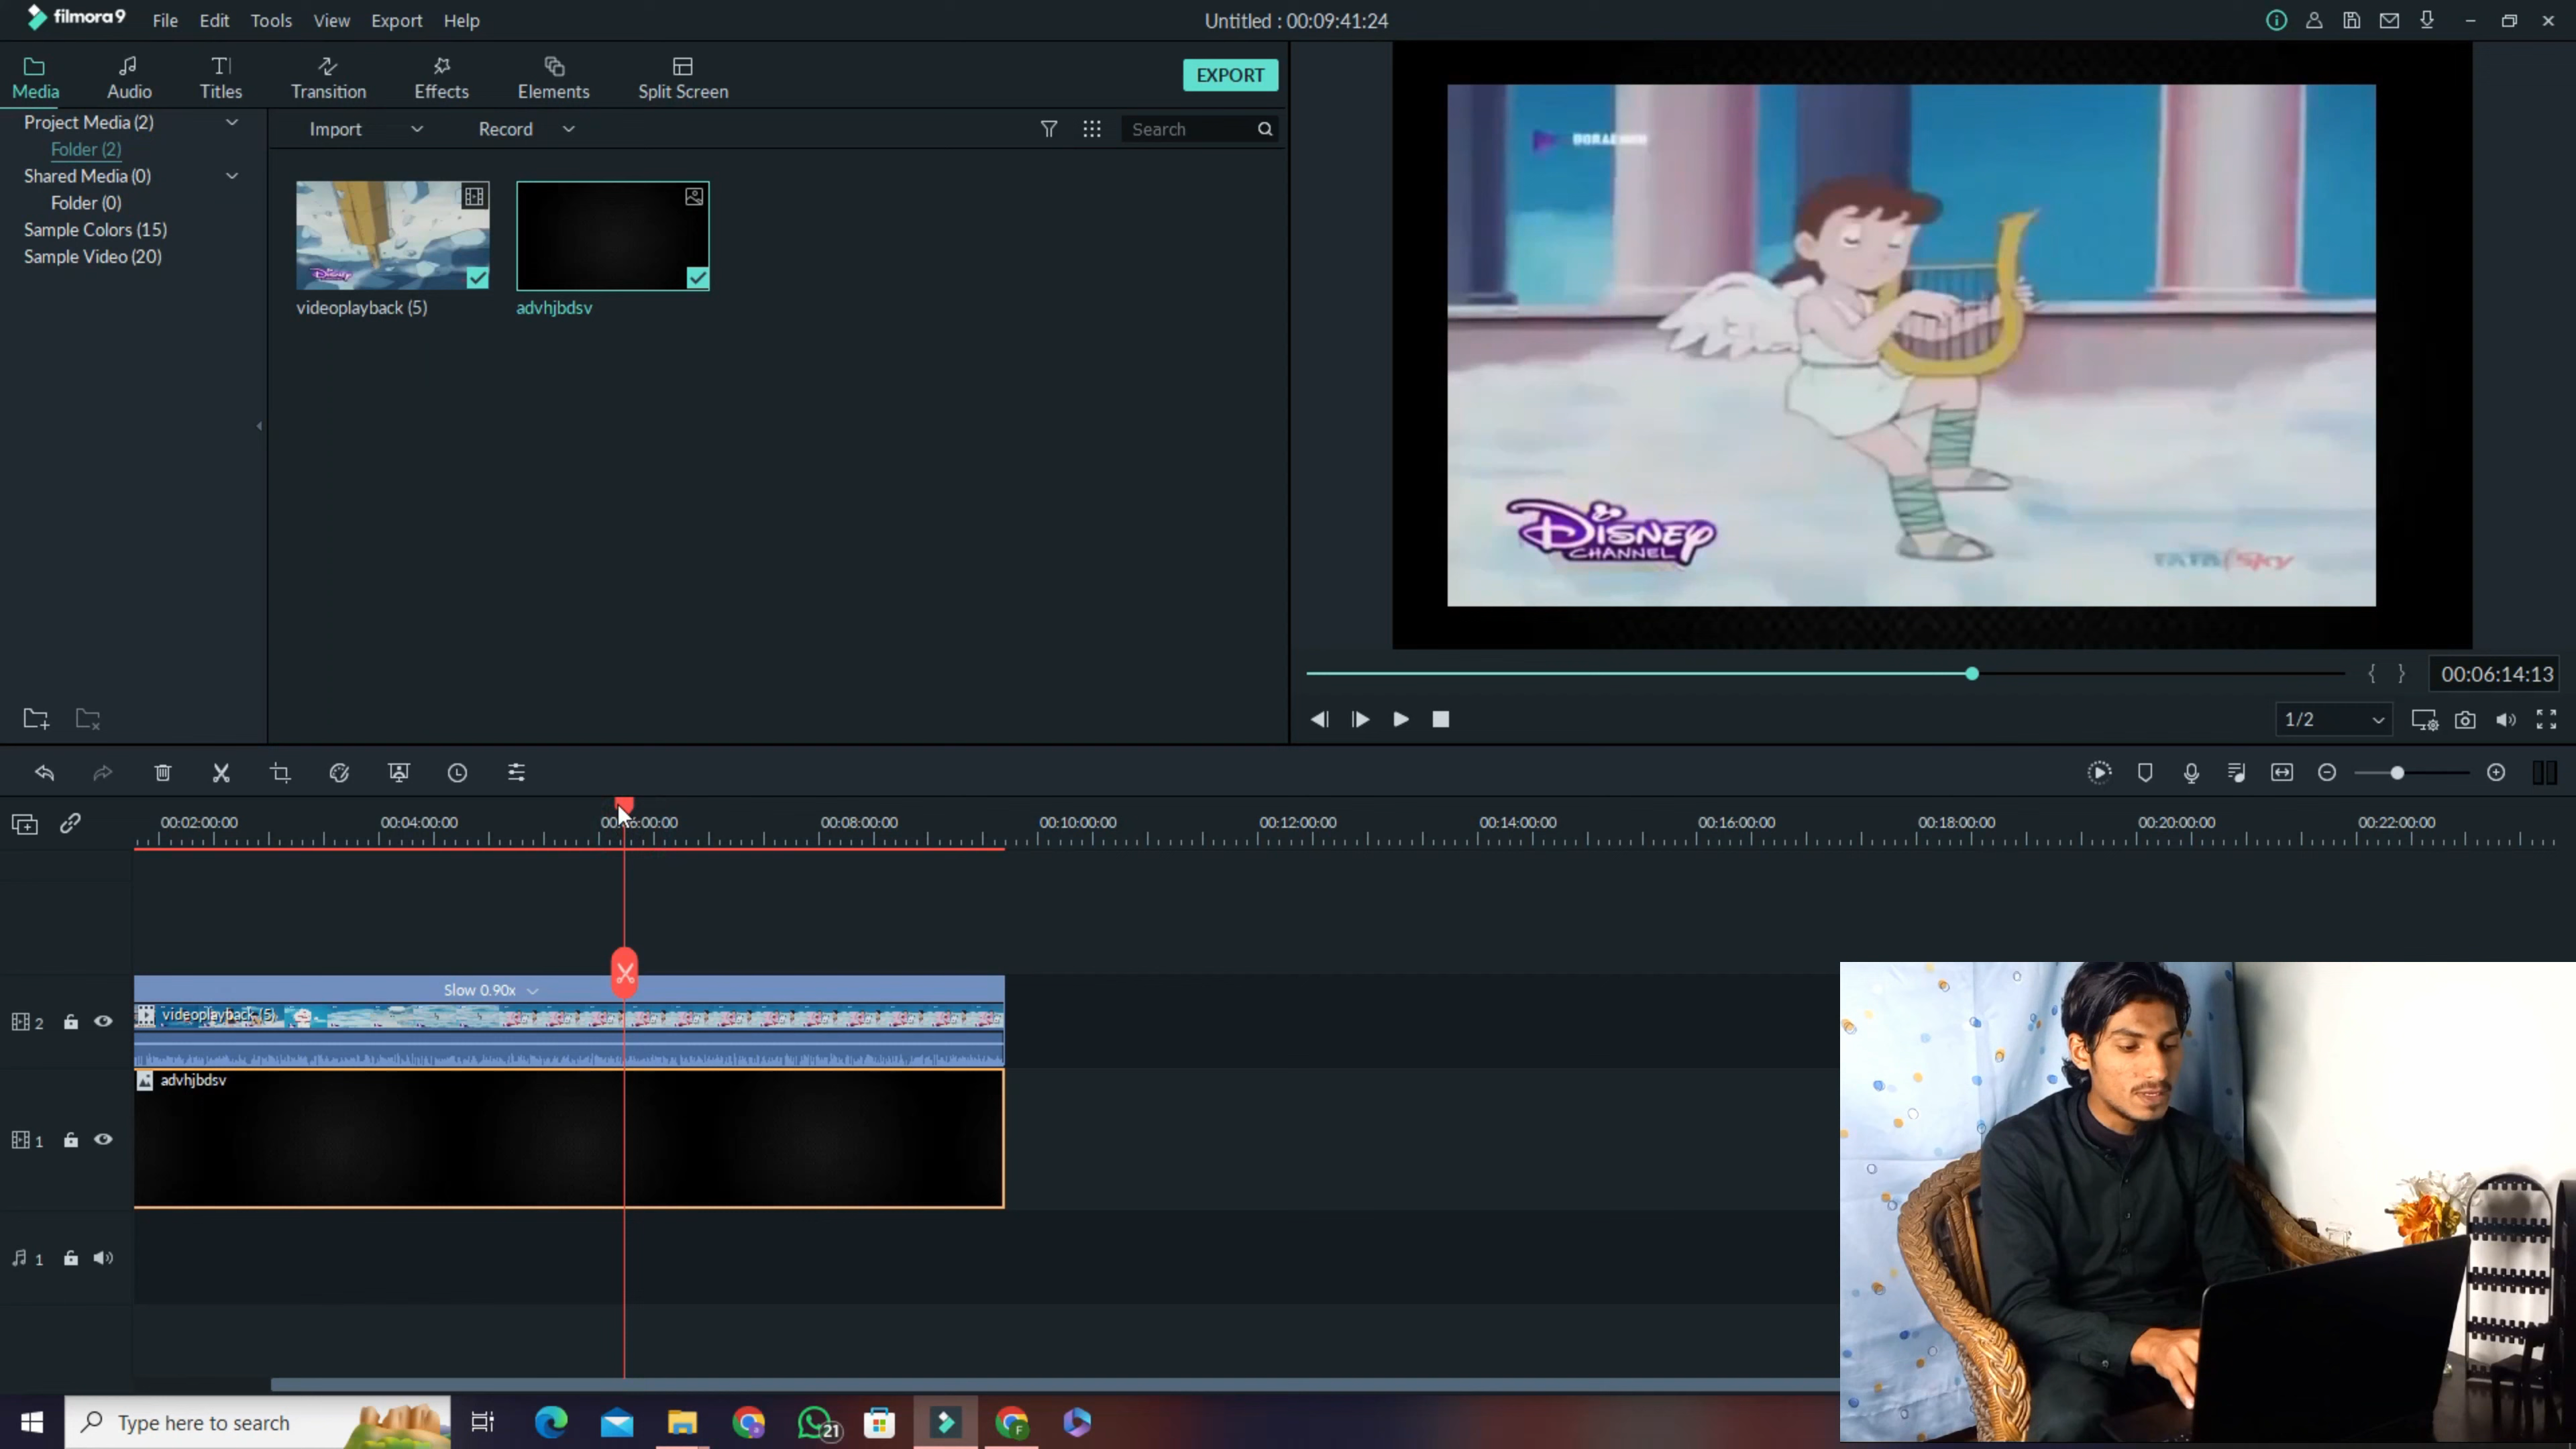 filmora9 File Edit Tools View Export Help Untitled : 00:09:41:24
Media Audio Titles Transition Effects Elements Split Screen EXPORT
Project Media (2)
Folder (2)
Shared Media (0)
Folder (0)
Sample Colors (15)
Sample Video (20)
Import Record Search
DISNEY
videoplayback (5) advhjbdsv
DORAEMON
DISNEY
CHANNEL
TATA Sky
00:06:14:13
1/2
00:02:00:00 00:04:00:00 00:06:00:00 00:08:00:00 00:10:00:00 00:12:00:00 00:14:00:00 00:16:00:00 00:18:00:00 00:20:00:00 00:22:00:00
Slow 0.90x
2 videoplayback (5)
advhjbdsv
1
1
Type here to search
21
F